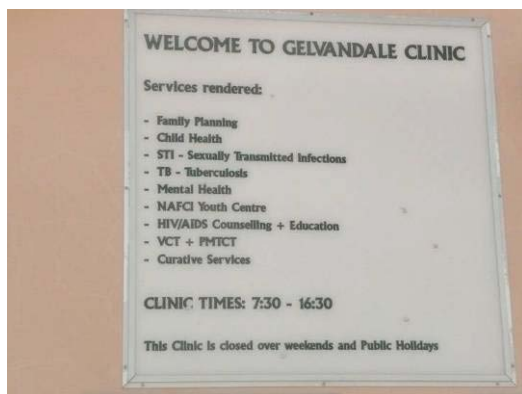 WELCOME TO GELVANDALE CLINIC
Services rendered:
- Family Planning
- Child Health
- STI - Sexually Transmitted Infections
- TB - Tuberculosis
- Mental Health
- NAFCI Youth Centre
- HIV/AIDS Counselling + Education
- VCT + PMTCT
- Curative Services
CLINIC TIMES: 7:30 - 16:30
This Clinic is closed over weekends and Public Holidays